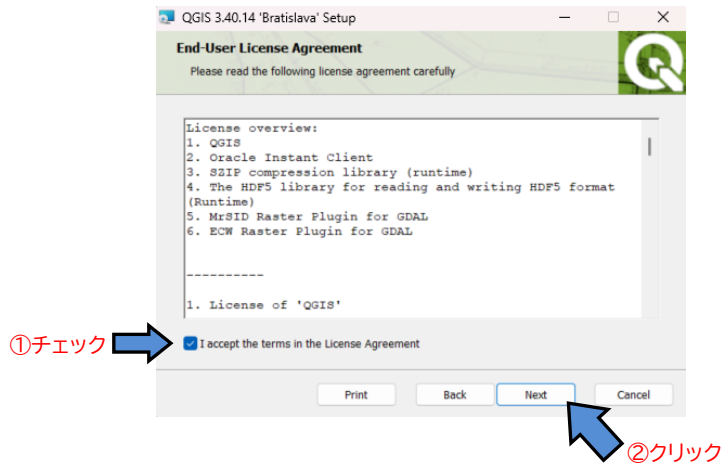 QGIS 3.40.14 'Bratislava' Setup
End-User License Agreement
Please read the following license agreement carefully
License overview:
1. QGIS
2. Oracle Instant Client
3. SZIP compression library (runtime)
4. The HDF5 library for reading and writing HDF5 format
(Runtime)
5. MrSID Raster Plugin for GDAL
6. ECW Raster Plugin for GDAL
----------
1. License of 'QGIS'
①チェック
I accept the terms in the License Agreement
Print Back Next Cancel
②クリック